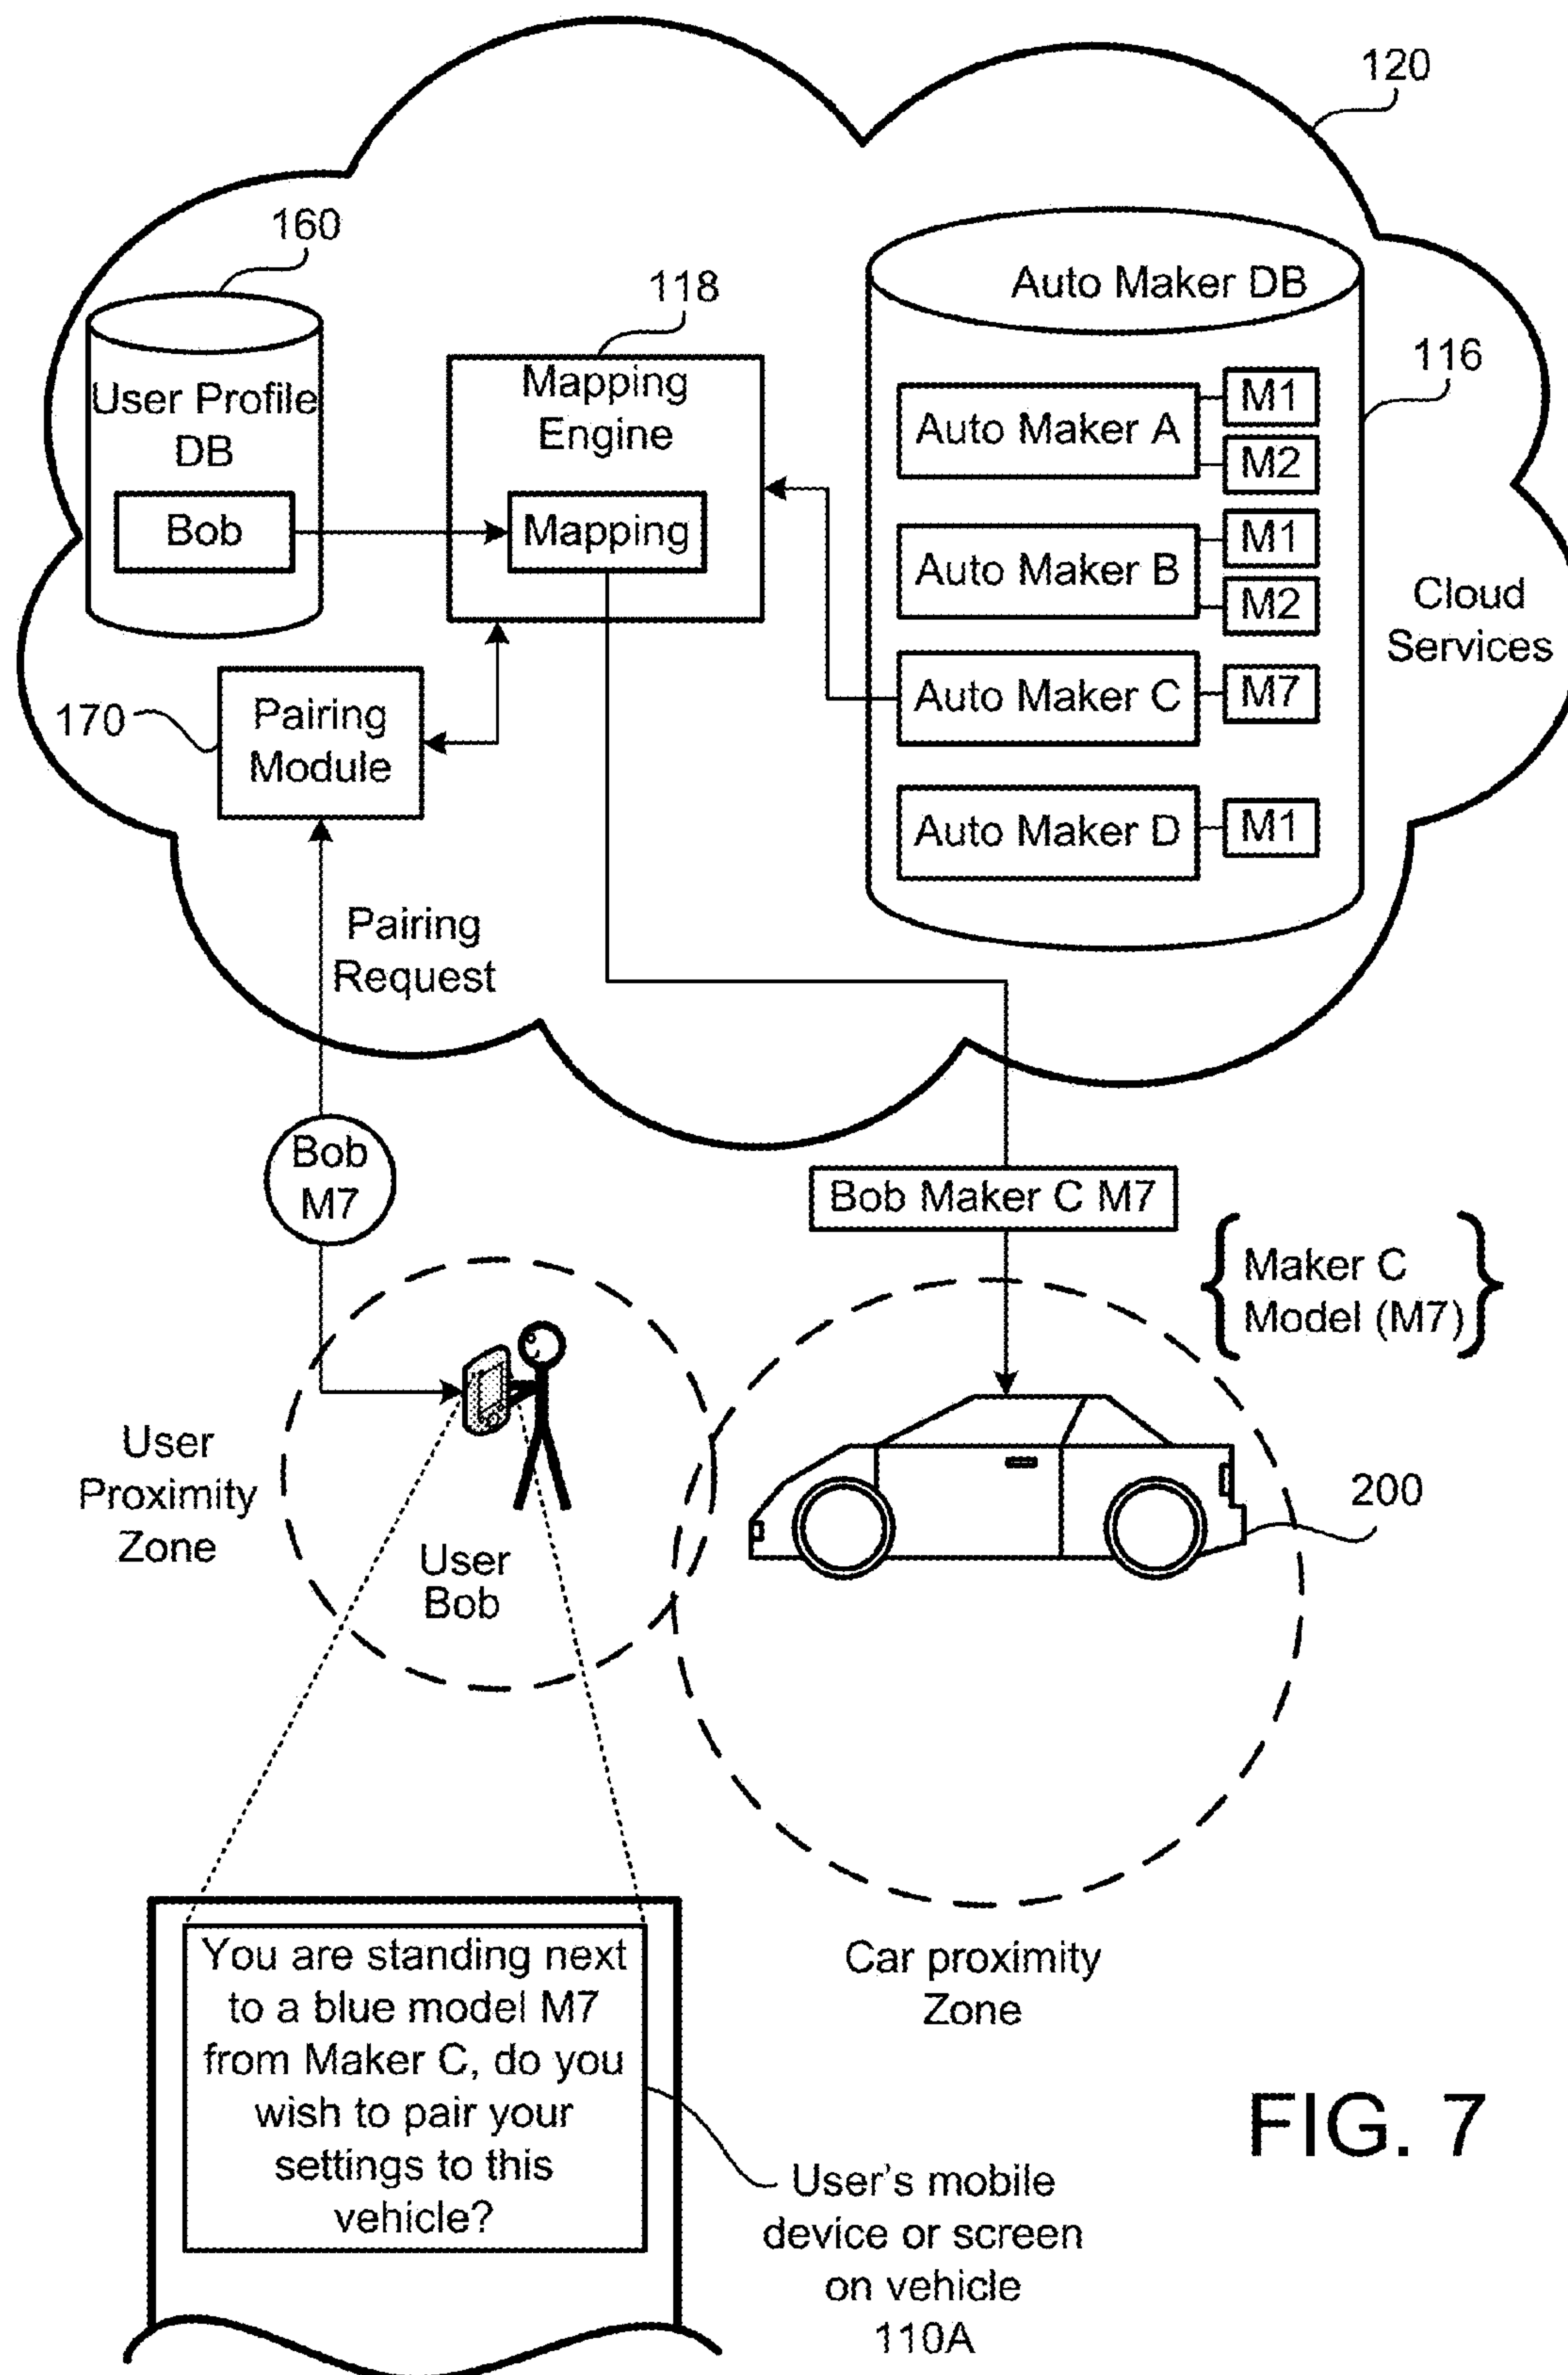 120
160
118
Auto Maker DB
116
User Profile
DB
Bob
Mapping
Engine
Mapping
Auto Maker A
M1
M2
Auto Maker B
M1
M2
Auto Maker C
M7
Auto Maker D
M1
Cloud
Services
170
Pairing
Module
Pairing
Request
Bob
M7
Bob Maker C M7
Maker C
Model (M7)
User
Proximity
Zone
User
Bob
200
Car proximity
Zone
You are standing next
to a blue model M7
from Maker C, do you
wish to pair your
settings to this
vehicle?
User's mobile
device or screen
on vehicle
110A
FIG. 7